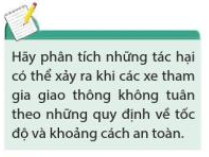 Hãy phân tích những tác hại
có thể xảy ra khi các xe tham
gia giao thông không tuân
theo những quy định về tốc
độ và khoảng cách an toàn.